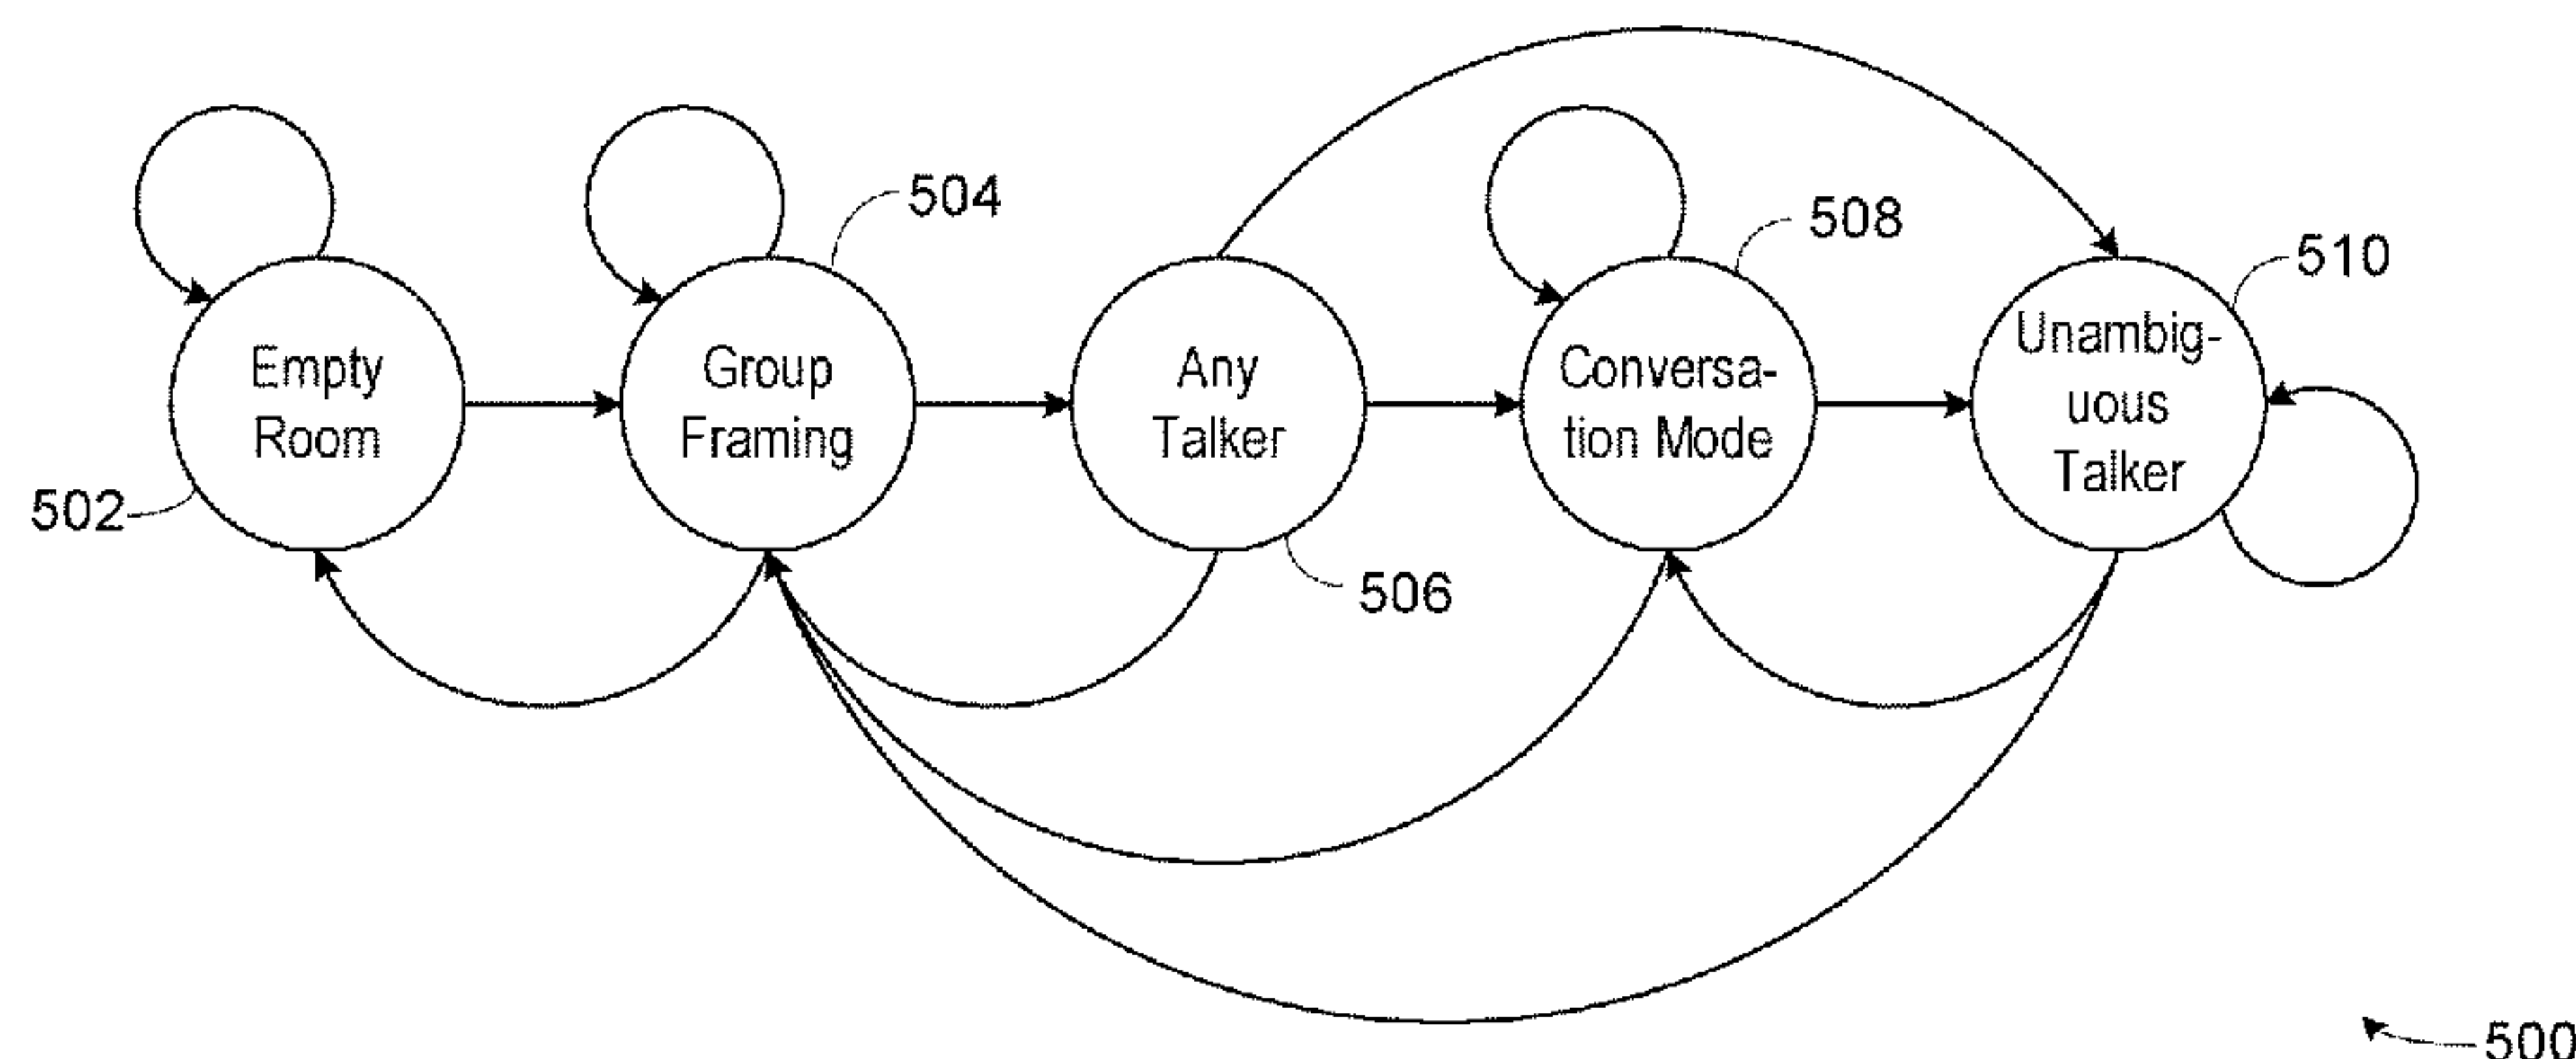 504
508
510
Empty
Room
Group
Framing
Any
Talker
Conversa-
tion Mode
Unambig-
uous
Talker
502
506
500